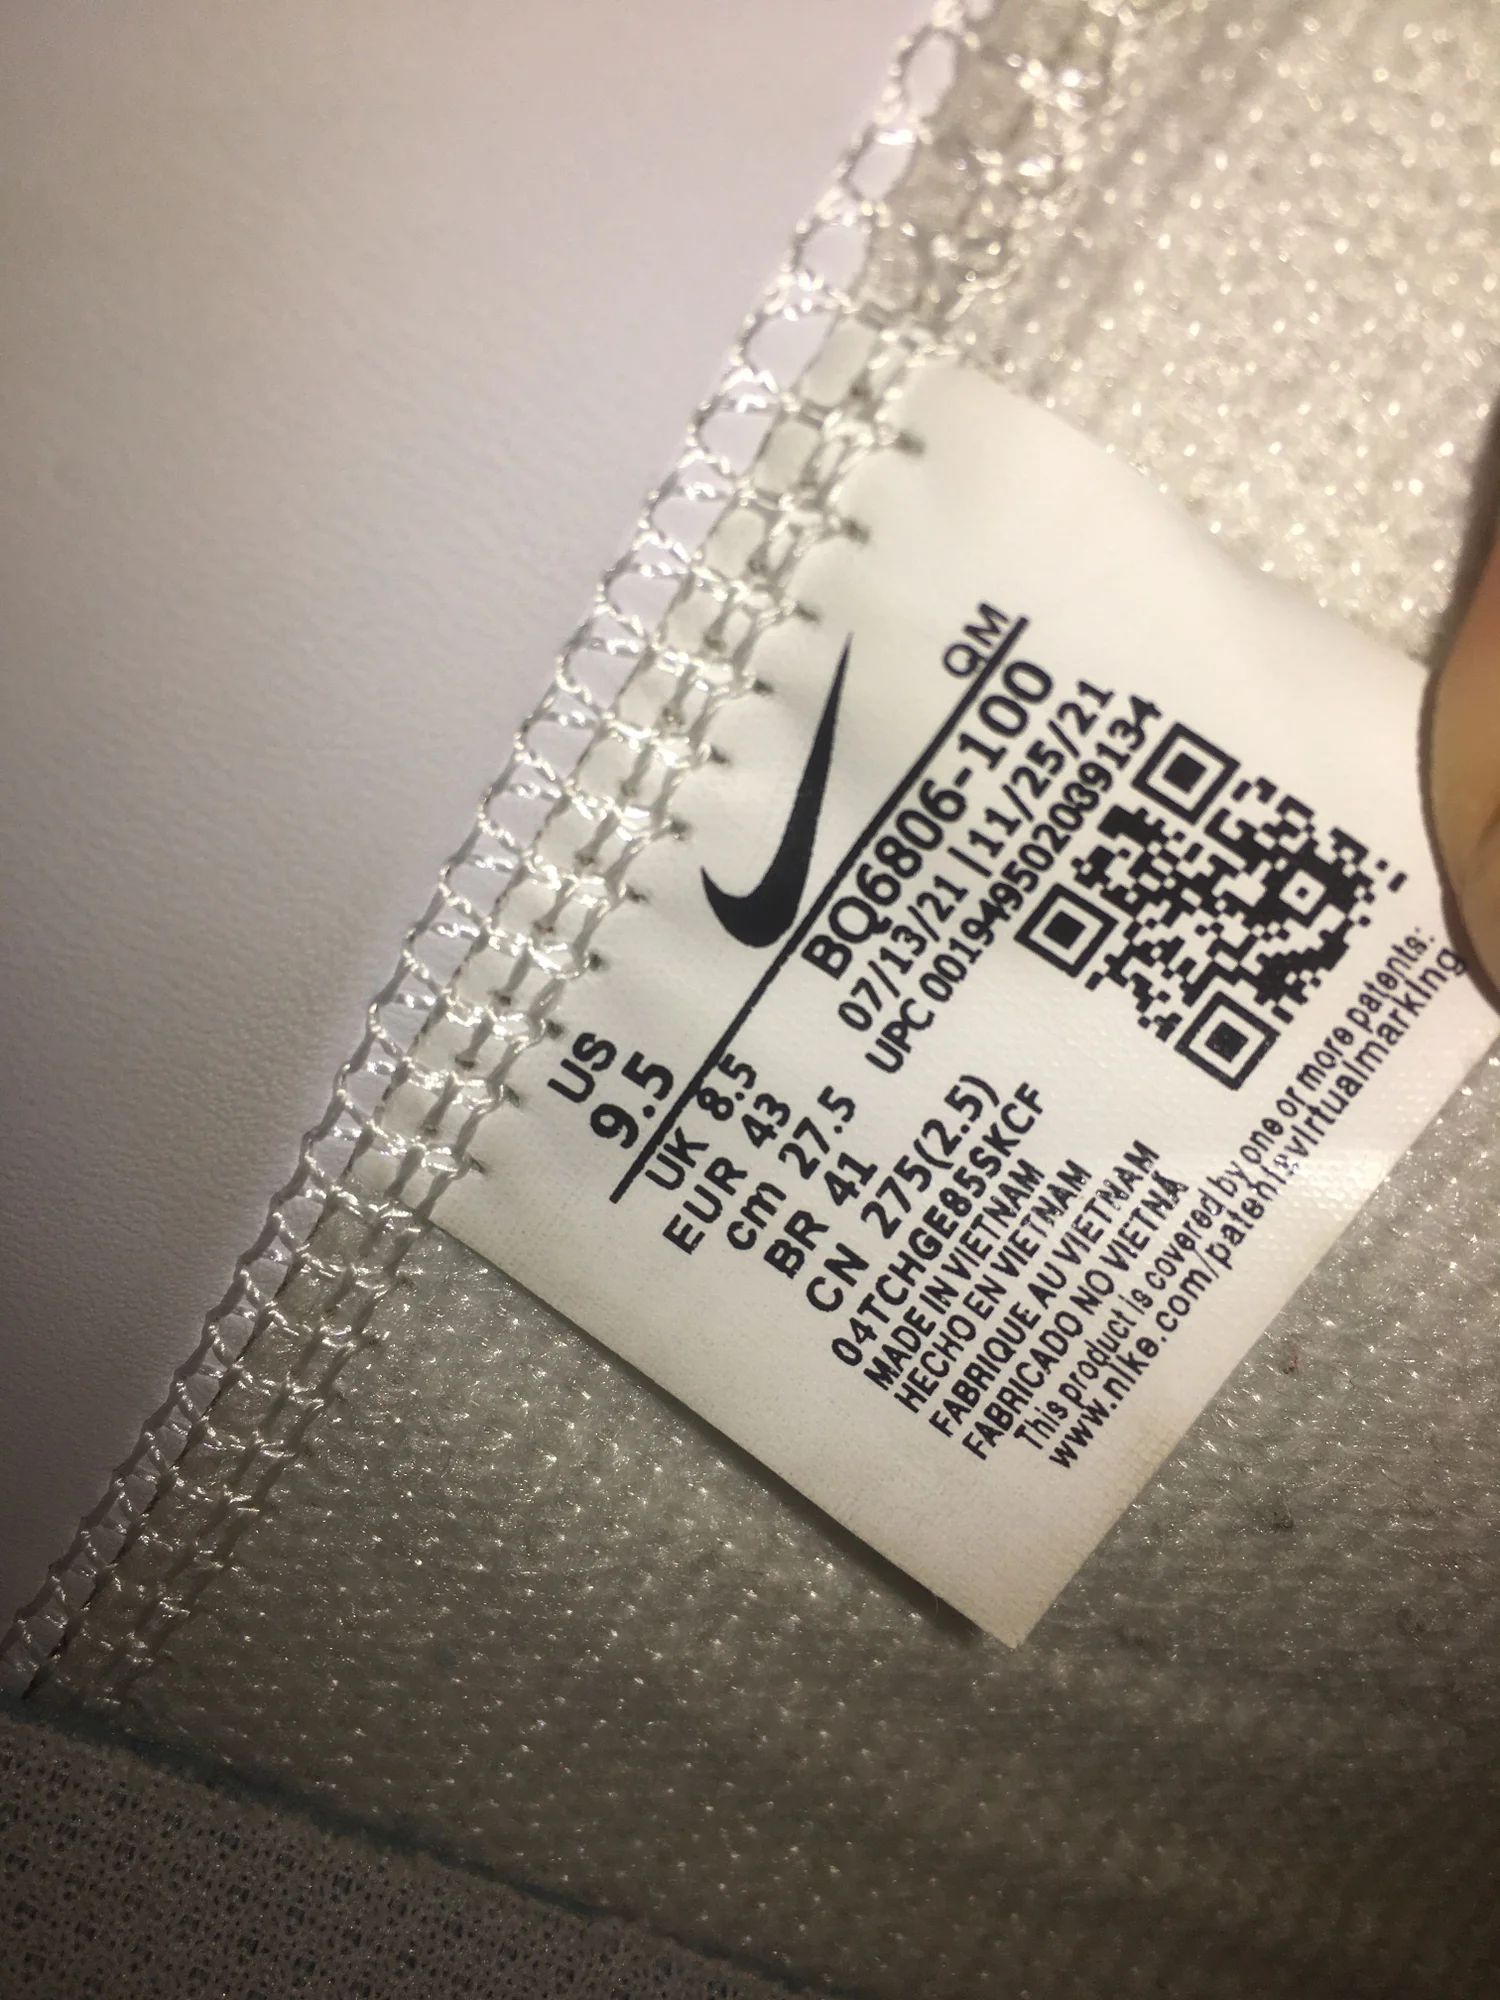 QM
US
9.5
UK 8.5
EUR 43
cm 27.5
BR 41
CN 275(2.5)
04TCHGE85SKCF
MADE IN VIETNAM
HECHO EN VIETNAM
FABRIQUE AU VIETNAM
FABRICADO NO VIETNÃ
This product is covered by one or more patents:
www.nike.com/patentsvirtualmarking
BQ6806-100
07/13/21 | 11/25/21
UPC 001949502039134